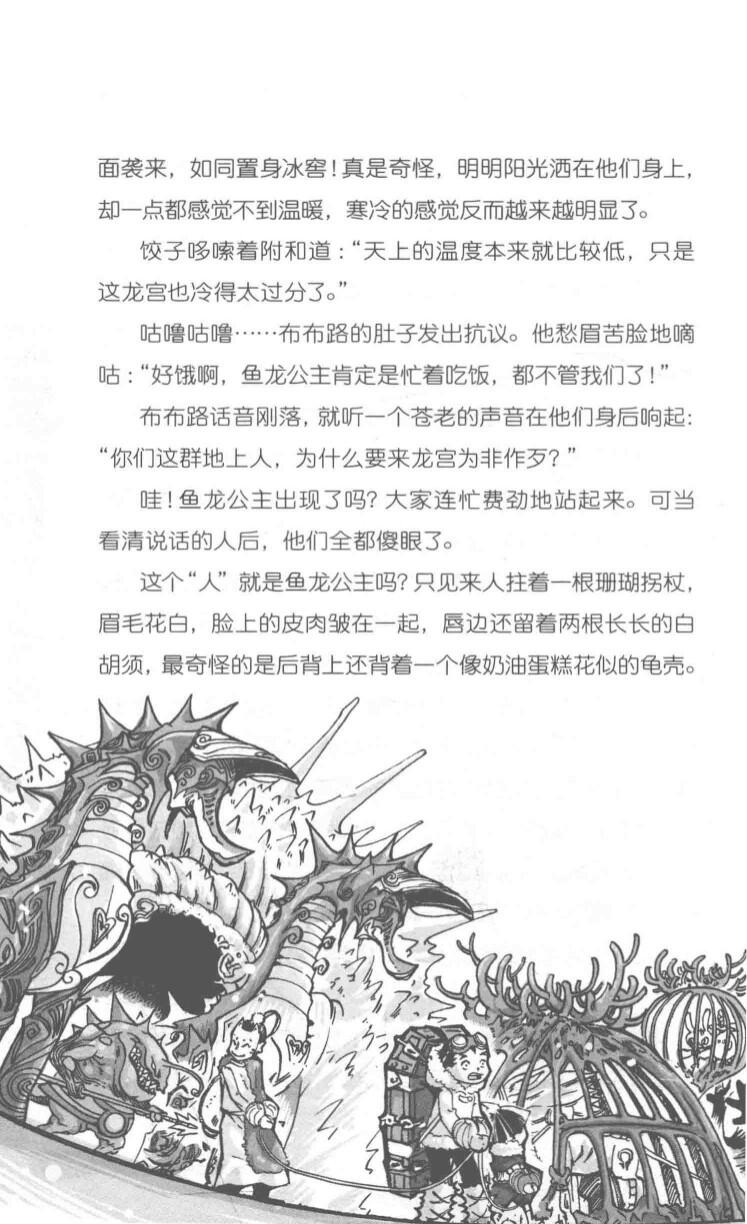 面袭来，如同置身冰窖！真是奇怪，明明阳光洒在他们身上，
却一点都感觉不到温暖，寒冷的感觉反而越来越明显了。
饺子哆嗦着附和道：“天上的温度本来就比较低，只是
这龙宫也冷得太过分了。”
咕噜咕噜……布布路的肚子发出抗议。他愁眉苦脸地嘀
咕：“好饿啊，鱼龙公主肯定是忙着吃饭，都不管我们了！”
布布路话音刚落，就听一个苍老的声音在他们身后响起：
“你们这群地上人，为什么要来龙宫为非作歹？”
哇！鱼龙公主出现了吗？大家连忙费劲地站起来。可当
看清说话的人后，他们全都傻眼了。
这个“人”就是鱼龙公主吗？只见来人拄着一根珊瑚拐杖，
眉毛花白，脸上的皮肉皱在一起，唇边还留着两根长长的白
胡须，最奇怪的是后背上还背着一个像奶油蛋糕花似的龟壳。